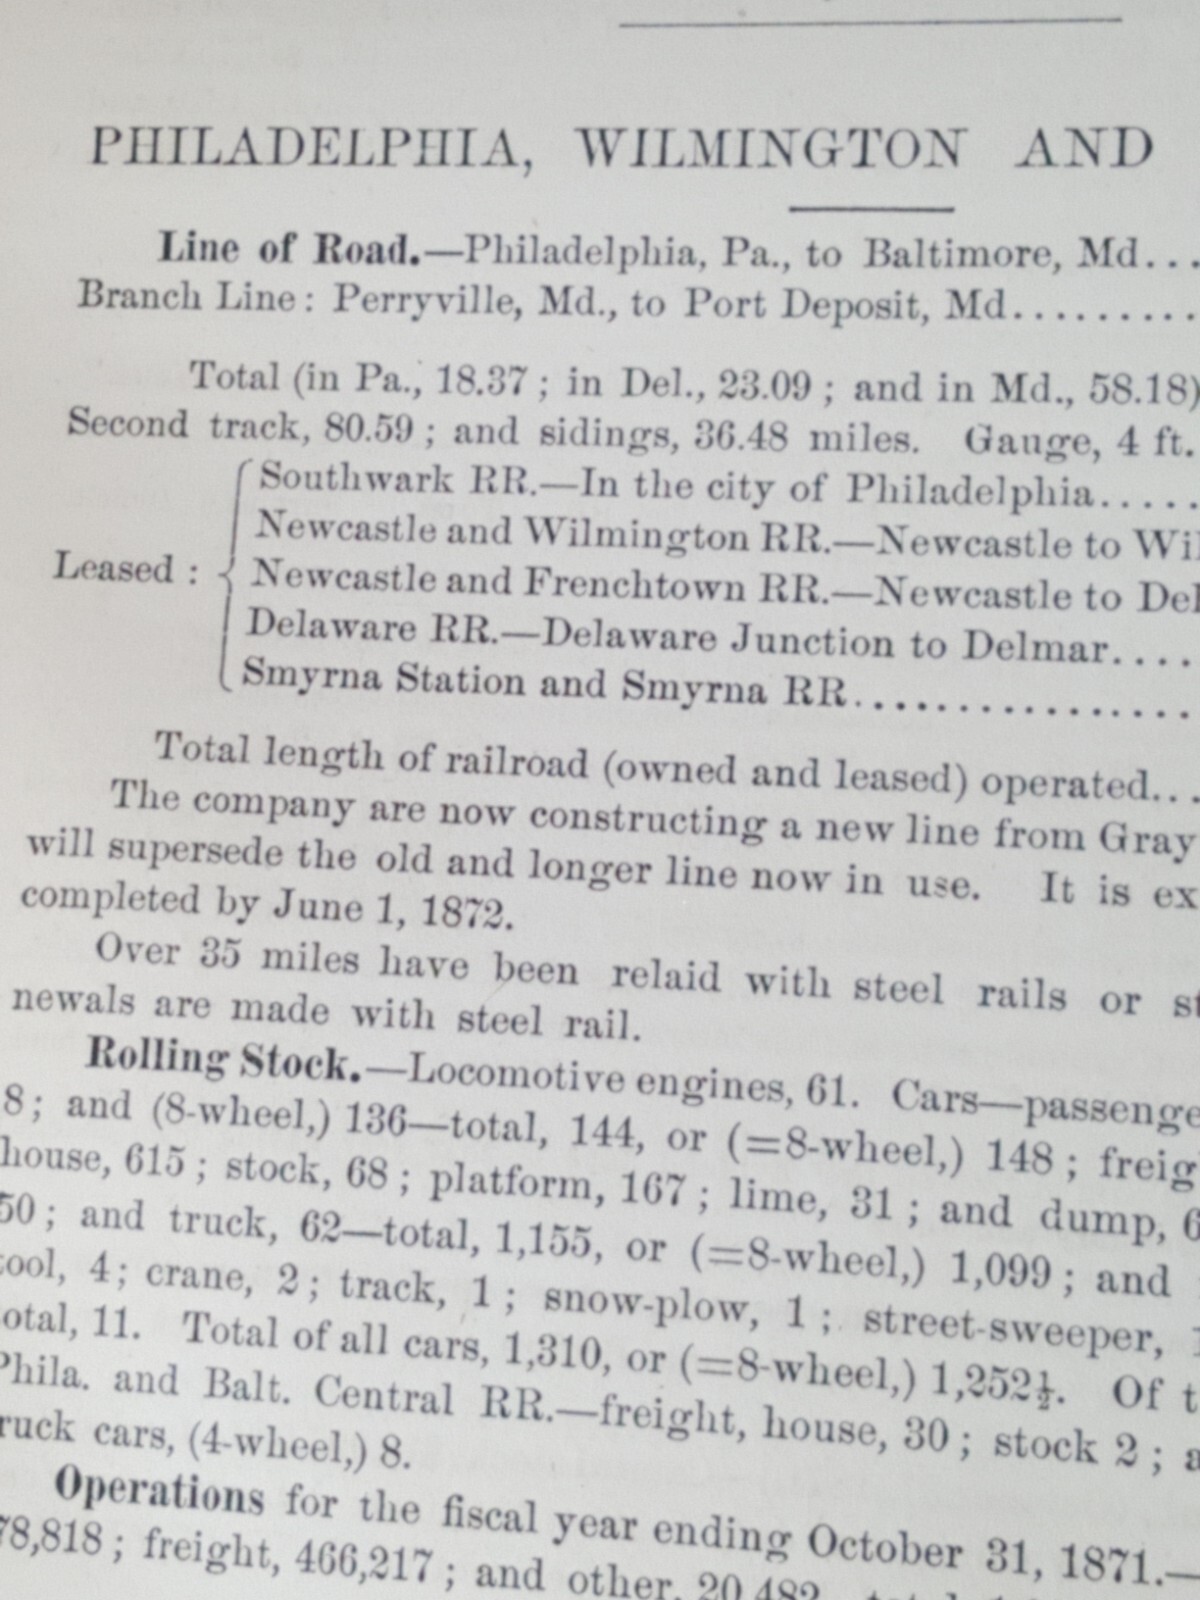 PHILADELPHIA, WILMINGTON AND
Line of Road.—Philadelphia, Pa., to Baltimore, Md...
Branch Line: Perryville, Md., to Port Deposit, Md.........
Total (in Pa., 18.37; in Del., 23.09; and in Md., 58.18)
Second track, 80.59; and sidings, 36.48 miles. Gauge, 4 ft.
Southwark RR.—In the city of Philadelphia.....
Newcastle and Wilmington RR.—Newcastle to Wil
Leased: Newcastle and Frenchtown RR.—Newcastle to Del
Delaware RR.—Delaware Junction to Delmar....
Smyrna Station and Smyrna RR................
Total length of railroad (owned and leased) operated...
The company are now constructing a new line from Gray
will supersede the old and longer line now in use. It is ex
completed by June 1, 1872.
Over 35 miles have been relaid with steel rails or st
newals are made with steel rail.
Rolling Stock.—Locomotive engines, 61. Cars—passenge
8; and (8-wheel,) 136—total, 144, or (=8-wheel,) 148; freig
house, 615; stock, 68; platform, 167; lime, 31; and dump, 6
50; and truck, 62—total, 1,155, or (=8-wheel,) 1,099; and
tool, 4; crane, 2; track, 1; snow-plow, 1; street-sweeper, 1
otal, 11. Total of all cars, 1,310, or (=8-wheel,) 1,252½. Of t
Phila. and Balt. Central RR.—freight, house, 30; stock 2; a
ruck cars, (4-wheel,) 8.
Operations for the fiscal year ending October 31, 1871.—
78,818; freight, 466,217; and other, 20,482